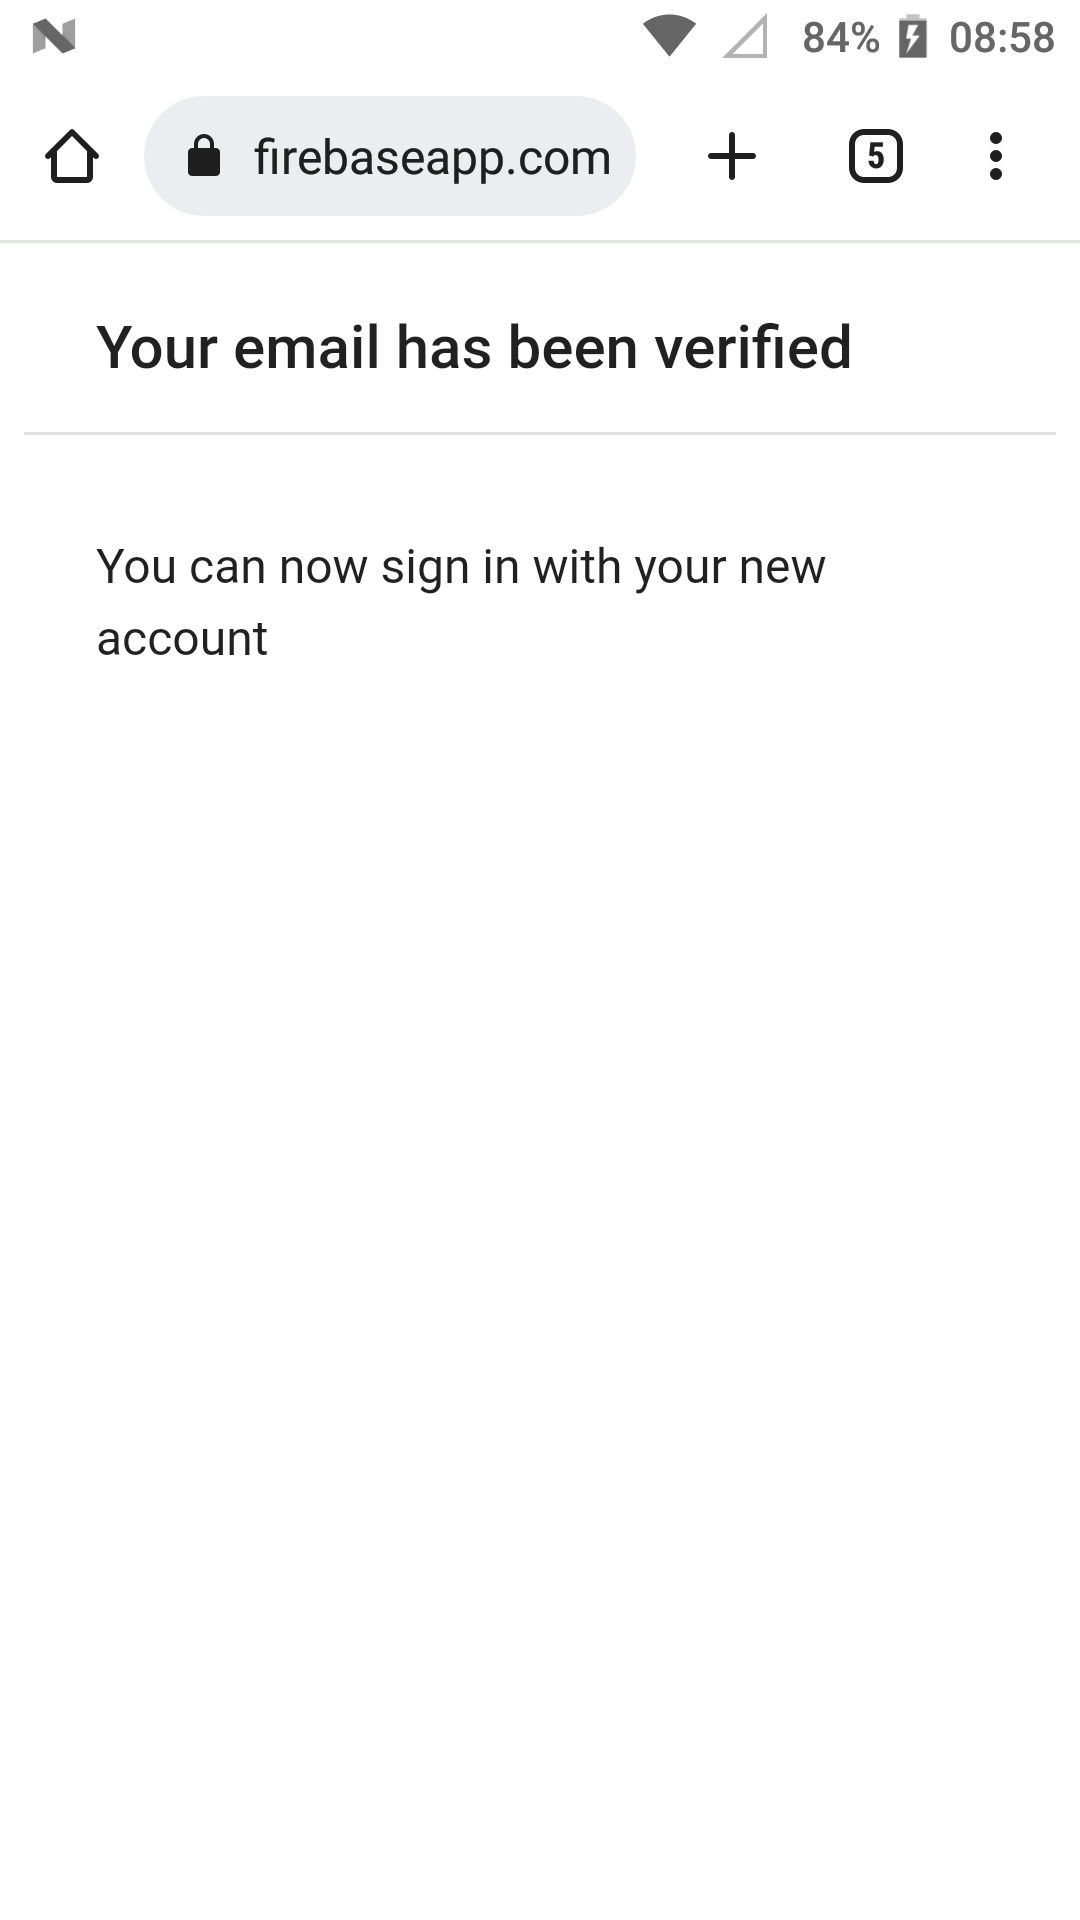 84% 08:58
firebaseapp.com 5
Your email has been verified
You can now sign in with your new
account